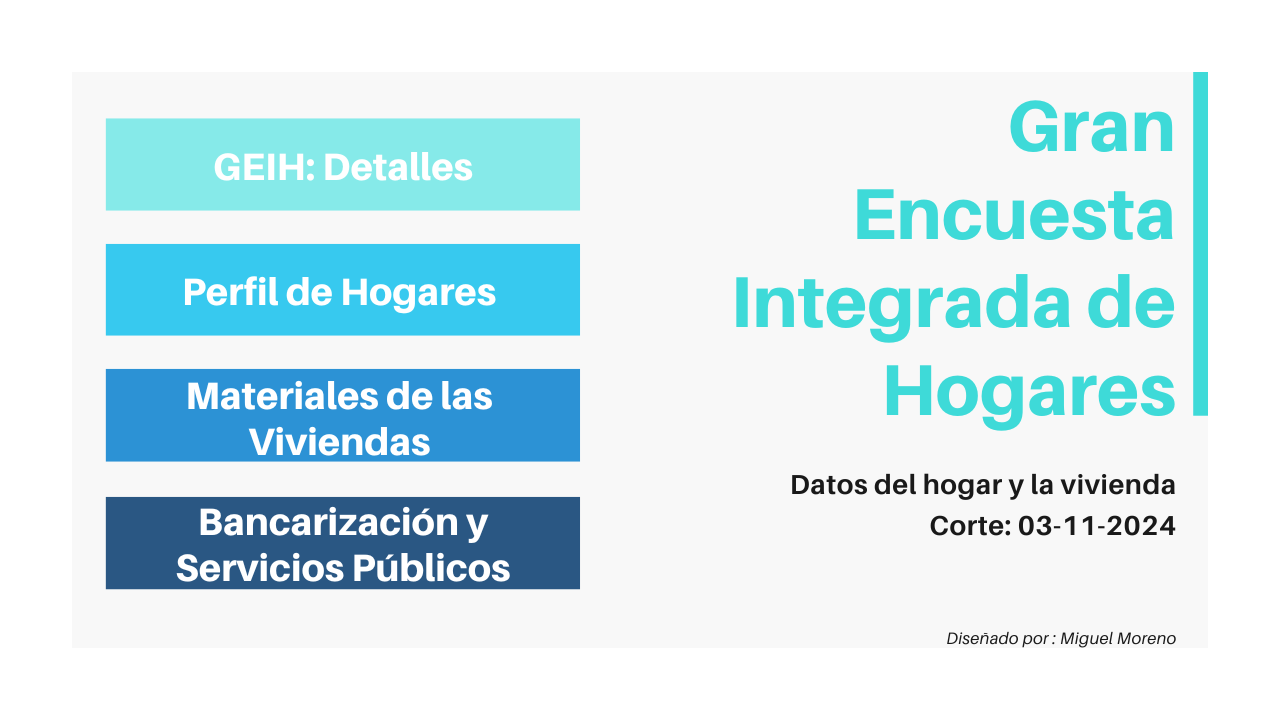 GEIH: Detalles
Perfil de Hogares
Materiales de las
Viviendas
Bancarización y
Servicios Públicos
Gran
Encuesta
Integrada de
Hogares
Datos del hogar y la vivienda
Corte: 03-11-2024
Diseñado por : Miguel Moreno